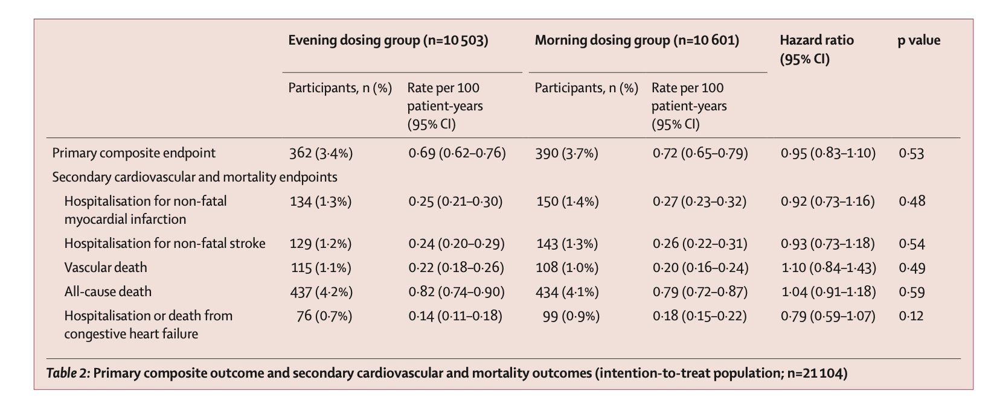 Evening dosing group (n=10 503) Morning dosing group (n=10 601) Hazard ratio (95% CI) p value
Participants, n (%) Rate per 100 patient-years (95% CI) Participants, n (%) Rate per 100 patient-years (95% CI)
Primary composite endpoint 362 (3·4%) 0·69 (0·62–0·76) 390 (3·7%) 0·72 (0·65–0·79) 0·95 (0·83–1·10) 0·53
Secondary cardiovascular and mortality endpoints
Hospitalisation for non-fatal myocardial infarction 134 (1·3%) 0·25 (0·21–0·30) 150 (1·4%) 0·27 (0·23–0·32) 0·92 (0·73–1·16) 0·48
Hospitalisation for non-fatal stroke 129 (1·2%) 0·24 (0·20–0·29) 143 (1·3%) 0·26 (0·22–0·31) 0·93 (0·73–1·18) 0·54
Vascular death 115 (1·1%) 0·22 (0·18–0·26) 108 (1·0%) 0·20 (0·16–0·24) 1·10 (0·84–1·43) 0·49
All-cause death 437 (4·2%) 0·82 (0·74–0·90) 434 (4·1%) 0·79 (0·72–0·87) 1·04 (0·91–1·18) 0·59
Hospitalisation or death from congestive heart failure 76 (0·7%) 0·14 (0·11–0·18) 99 (0·9%) 0·18 (0·15–0·22) 0·79 (0·59–1·07) 0·12
Table 2: Primary composite outcome and secondary cardiovascular and mortality outcomes (intention-to-treat population; n=21 104)